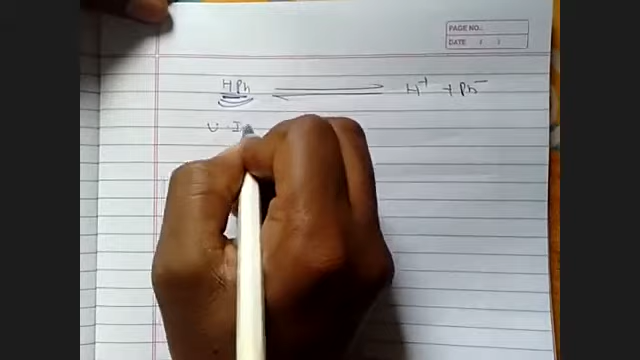 PAGE NO.:
DATE / /
HPh ⇌ H⁺ + Ph⁻
U I